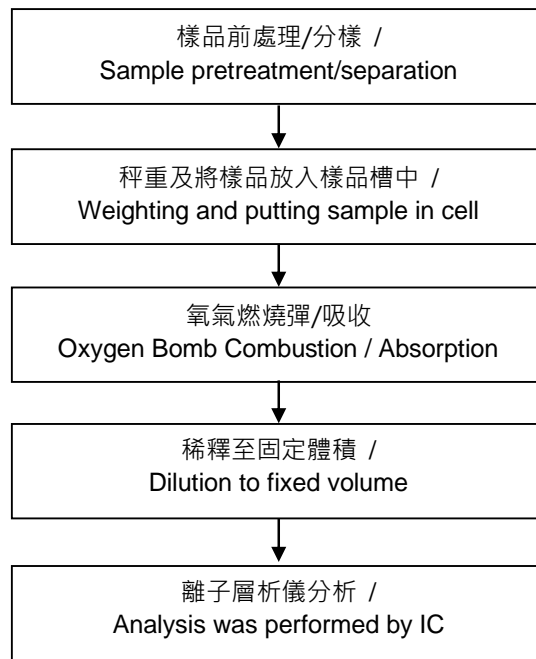 樣品前處理/分樣 /
Sample pretreatment/separation
秤重及將樣品放入樣品槽中 /
Weighting and putting sample in cell
氧氣燃燒彈/吸收
Oxygen Bomb Combustion / Absorption
稀釋至固定體積 /
Dilution to fixed volume
離子層析儀分析 /
Analysis was performed by IC